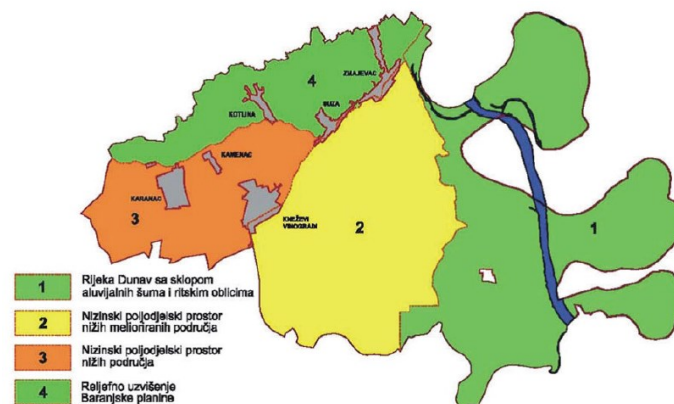 4
ZMAJEVAC
SUZA
KOTLINA
KAMENAC
KARANAC
3
KNEŽEVI
VINOGRADI
2
1
1 Rijeka Dunav sa sklopom
aluvijalnih šuma i ritskim oblicima
2 Nizinski poljodjelski prostor
nižih melioriranih područja
3 Nizinski poljodjelski prostor
nižih područja
4 Reljefno uzvišenje
Baranjske planine